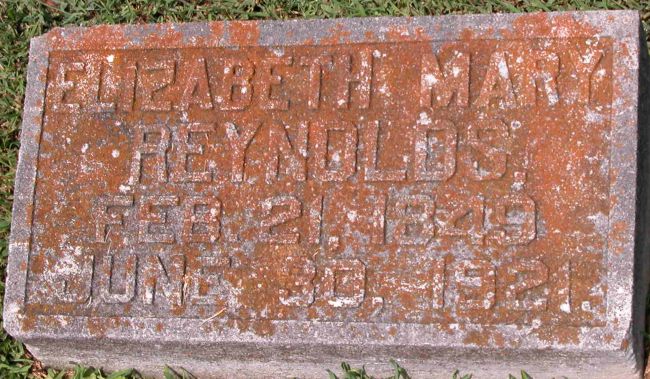 ELIZABETH MARY
REYNOLDS.
FEB. 21, 1849
JUNE 30, 1921.